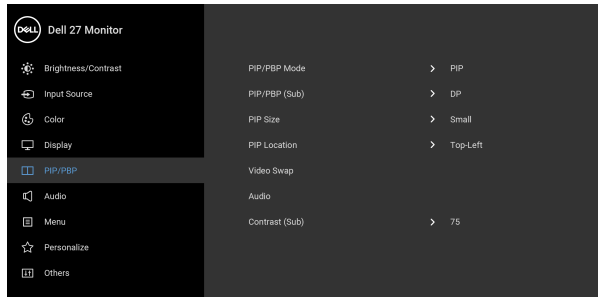 DELL Dell 27 Monitor
Brightness/Contrast
Input Source
Color
Display
PIP/PBP
Audio
Menu
Personalize
Others
PIP/PBP Mode > PIP
PIP/PBP (Sub) > DP
PIP Size > Small
PIP Location > Top-Left
Video Swap
Audio
Contrast (Sub) > 75